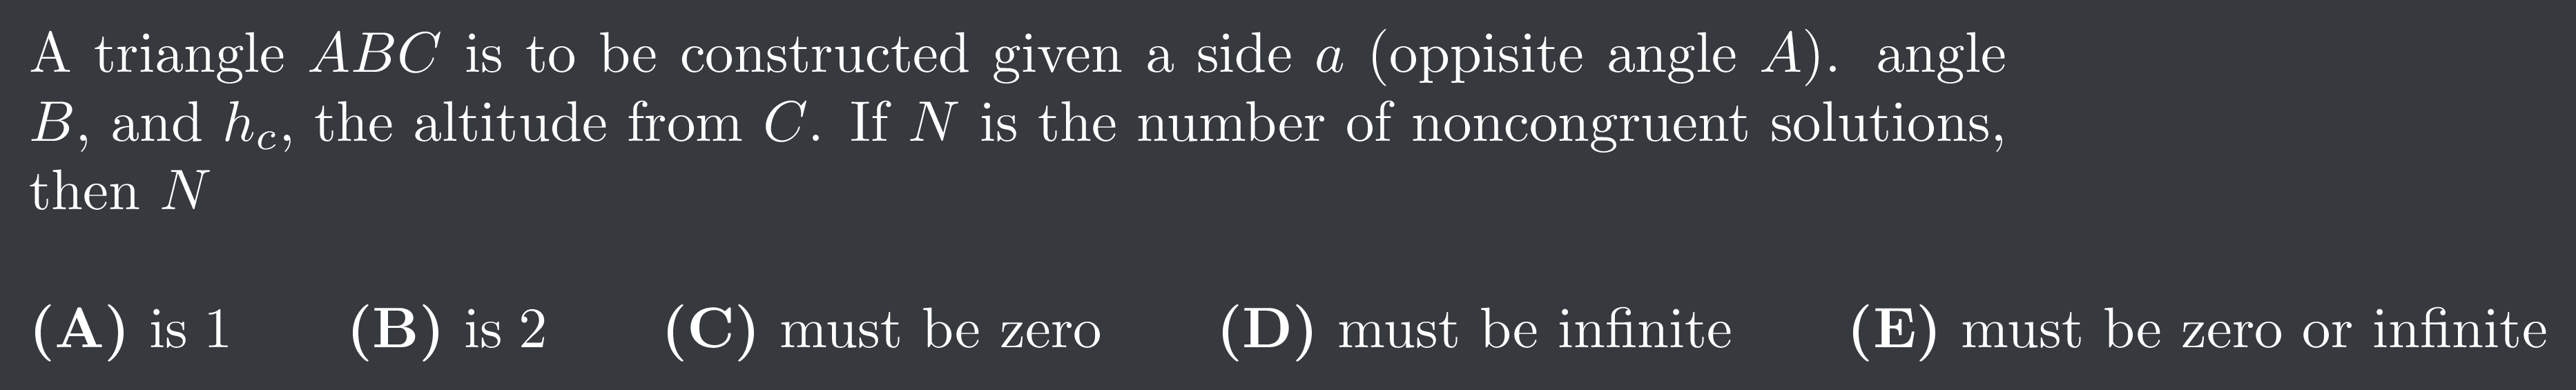 A triangle ABC is to be constructed given a side a (oppisite angle A). angle
B, and h_c, the altitude from C. If N is the number of noncongruent solutions,
then N
(A) is 1 (B) is 2 (C) must be zero (D) must be infinite (E) must be zero or infinite